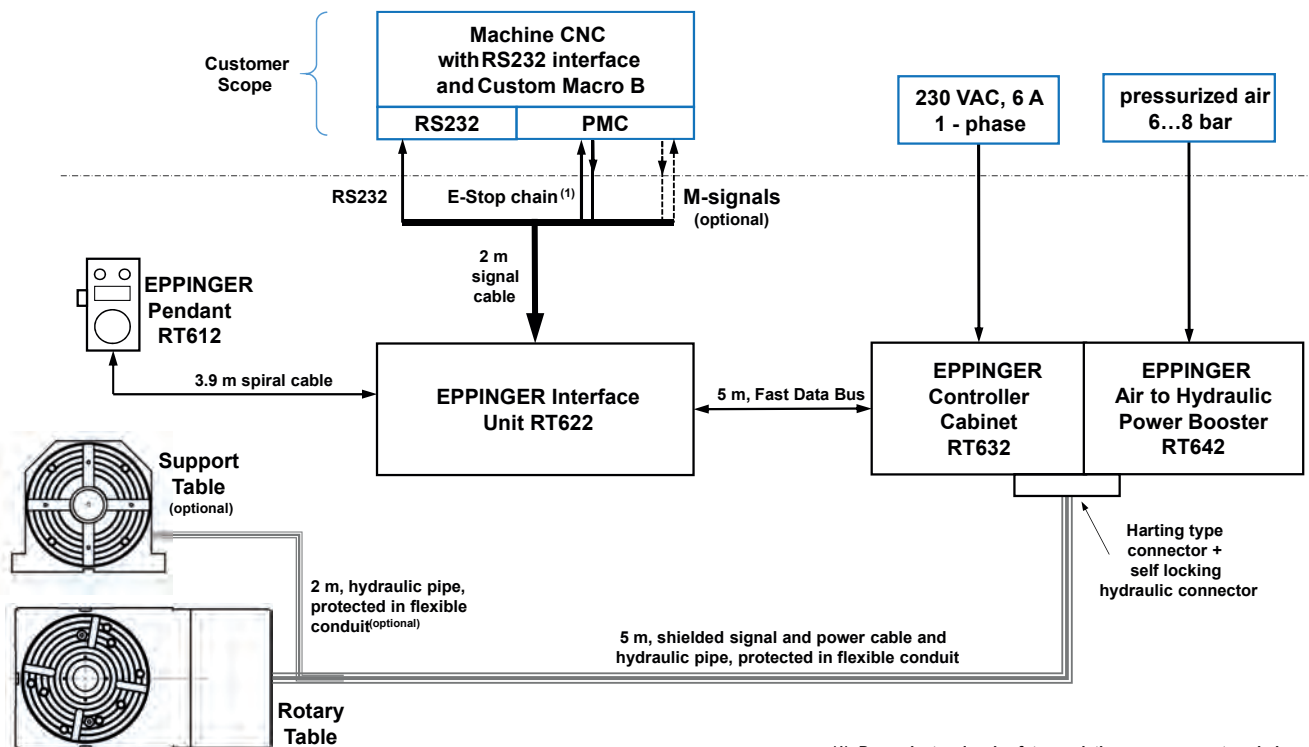 Customer
Scope
Machine CNC
with RS232 interface
and Custom Macro B
RS232
PMC
230 VAC, 6 A
1 - phase
pressurized air
6…8 bar
RS232
E-Stop chain (1)
M-signals
(optional)
2 m
signal
cable
EPPINGER
Pendant
RT612
3.9 m spiral cable
EPPINGER Interface
Unit RT622
5 m, Fast Data Bus
EPPINGER
Controller
Cabinet
RT632
EPPINGER
Air to Hydraulic
Power Booster
RT642
Support
Table
(optional)
Harting type
connector +
self locking
hydraulic connector
2 m, hydraulic pipe,
protected in flexible
conduit (optional)
5 m, shielded signal and power cable and
hydraulic pipe, protected in flexible conduit
Rotary
Table